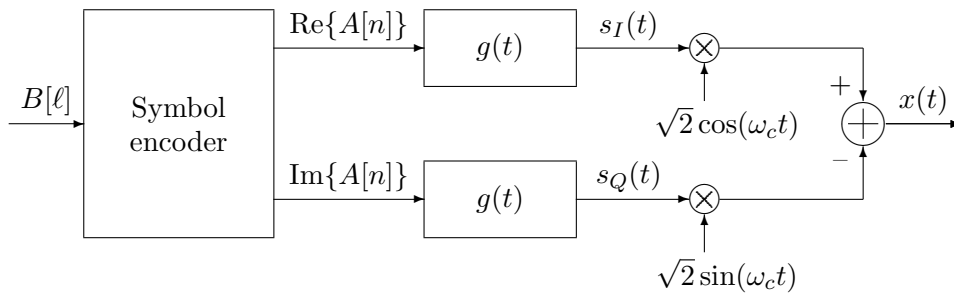 Re{A[n]}
g(t)
s_I(t)
×
√2 cos(ω_c t)
B[ℓ]
Symbol
encoder
+
+
x(t)
−
Im{A[n]}
g(t)
s_Q(t)
×
√2 sin(ω_c t)